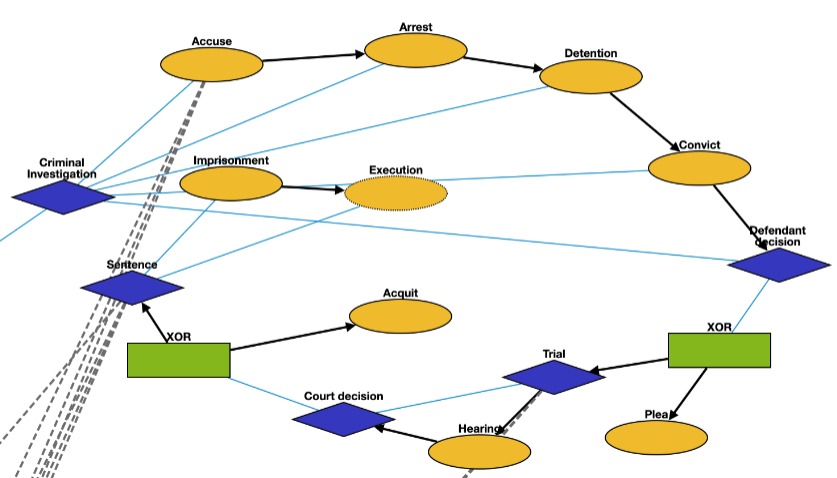 Arrest
Accuse
Detention
Convict
Criminal
Investigation
Imprisonment
Execution
Defendant
decision
Sentence
Acquit
XOR
XOR
Trial
Court decision
Plea
Hearing